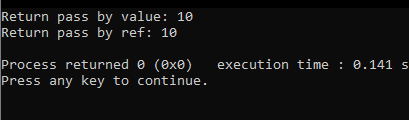 Return pass by value: 10
Return pass by ref: 10
Process returned 0 (0x0)   execution time : 0.141 s
Press any key to continue.